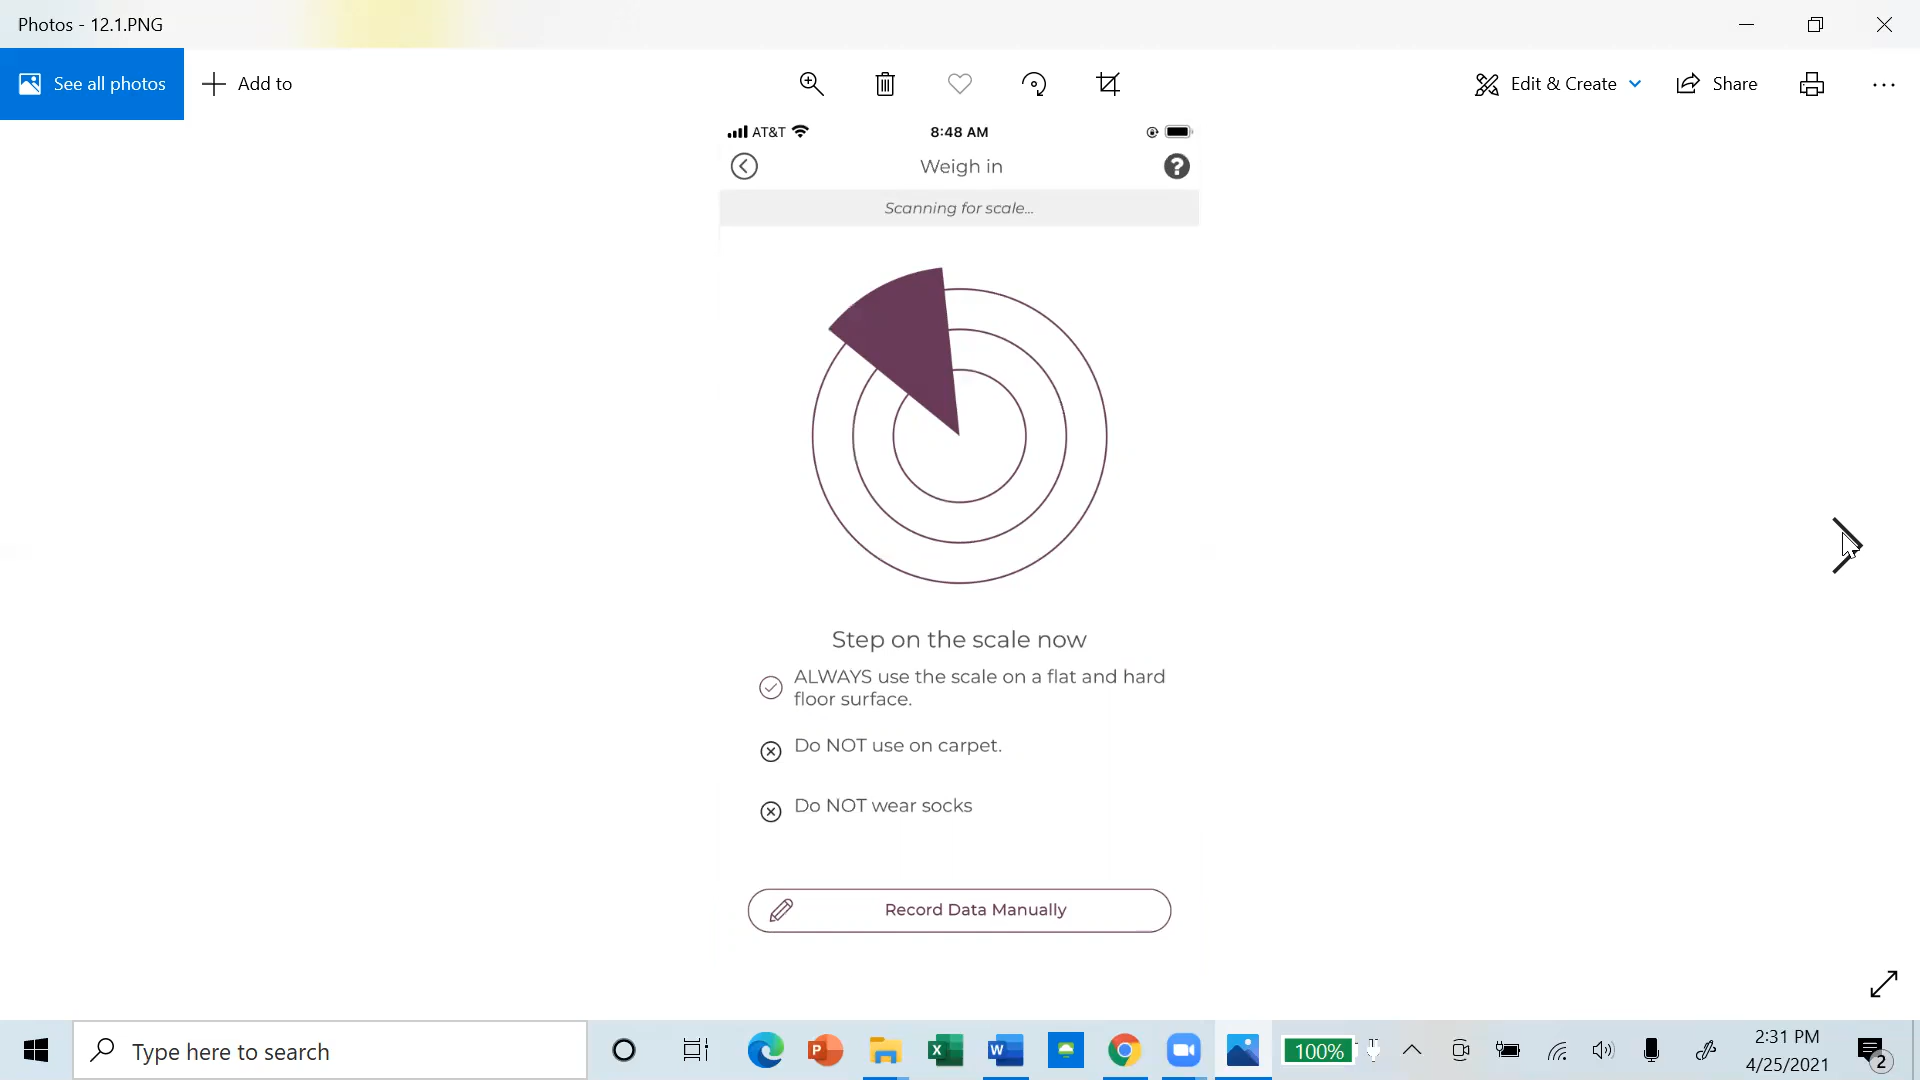 Photos - 12.1.PNG
See all photos
Add to
Edit & Create
Share
AT&T
8:48 AM
Weigh in
?
Scanning for scale...
Step on the scale now
ALWAYS use the scale on a flat and hard
floor surface.
Do NOT use on carpet.
Do NOT wear socks
Record Data Manually
Type here to search
P
X
W
100%
2:31 PM
4/25/2021
2